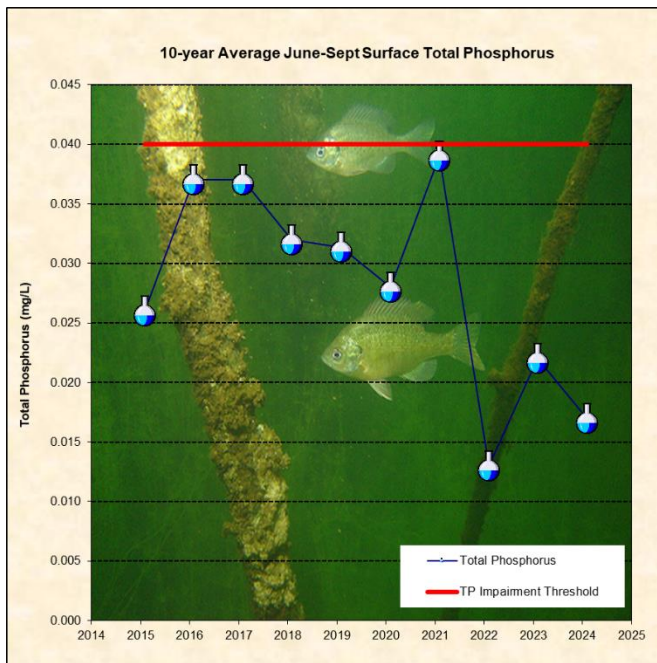 10-year Average June-Sept Surface Total Phosphorus
0.045
0.040
0.035
0.030
0.025
0.020
0.015
0.010
0.005
0.000
Total Phosphorus (mg/L)
2014 2015 2016 2017 2018 2019 2020 2021 2022 2023 2024 2025
Total Phosphorus
TP Impairment Threshold